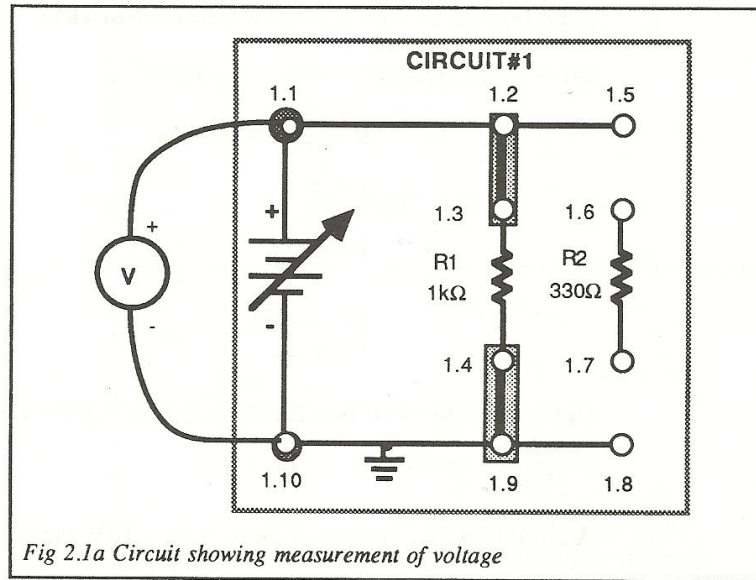 CIRCUIT#1
1.1
1.2
1.5
+
1.3
1.6
+
V
R1
1kΩ
R2
330Ω
-
-
1.4
1.7
1.10
1.9
1.8
Fig 2.1a Circuit showing measurement of voltage